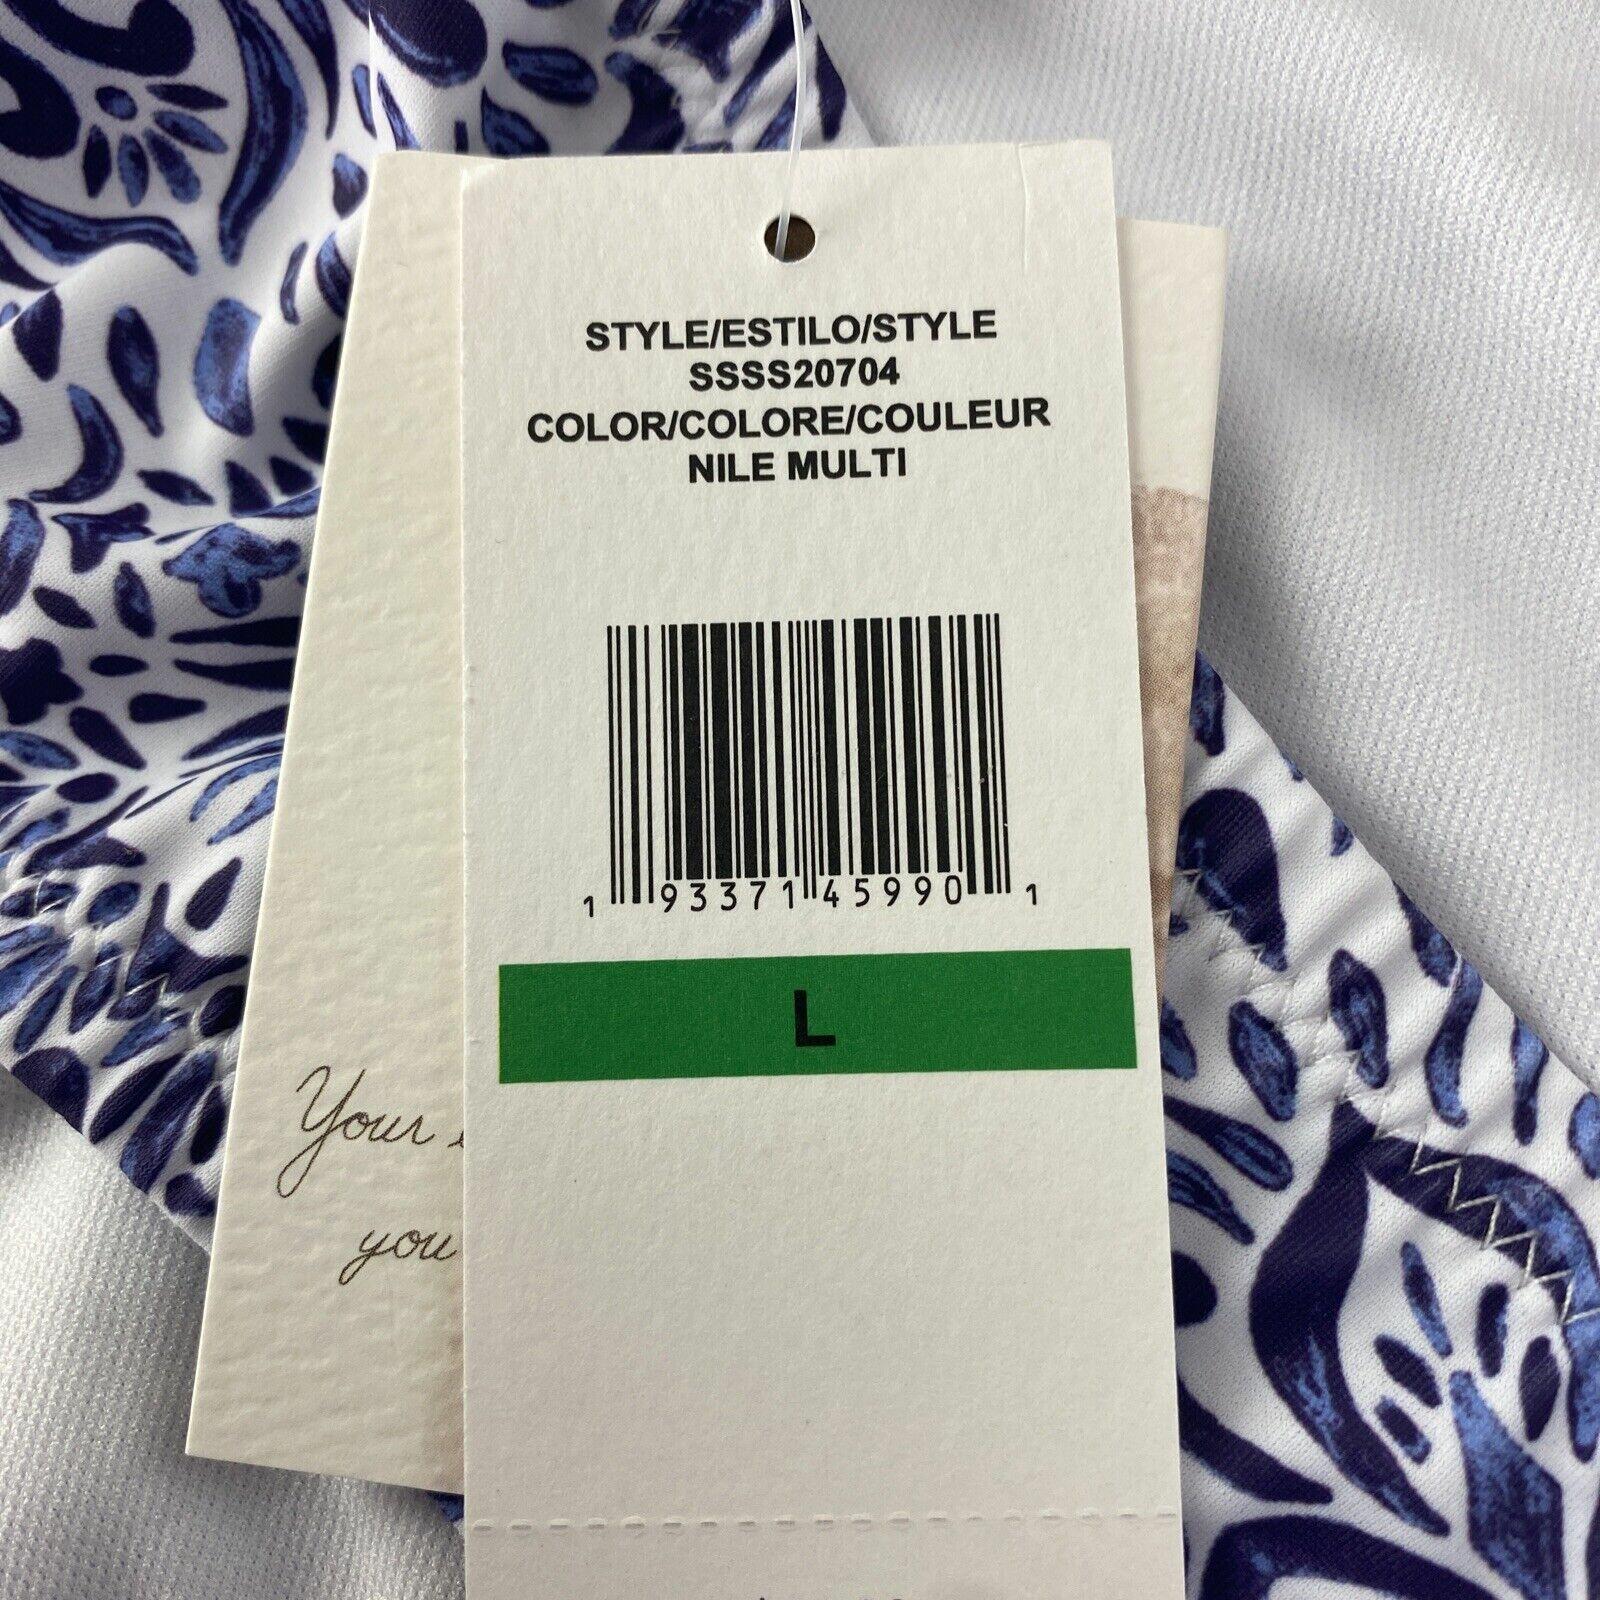 STYLE/ESTILO/STYLE
SSSS20704
COLOR/COLORE/COULEUR
NILE MULTI
1 93371 45990 1
L
Your
you